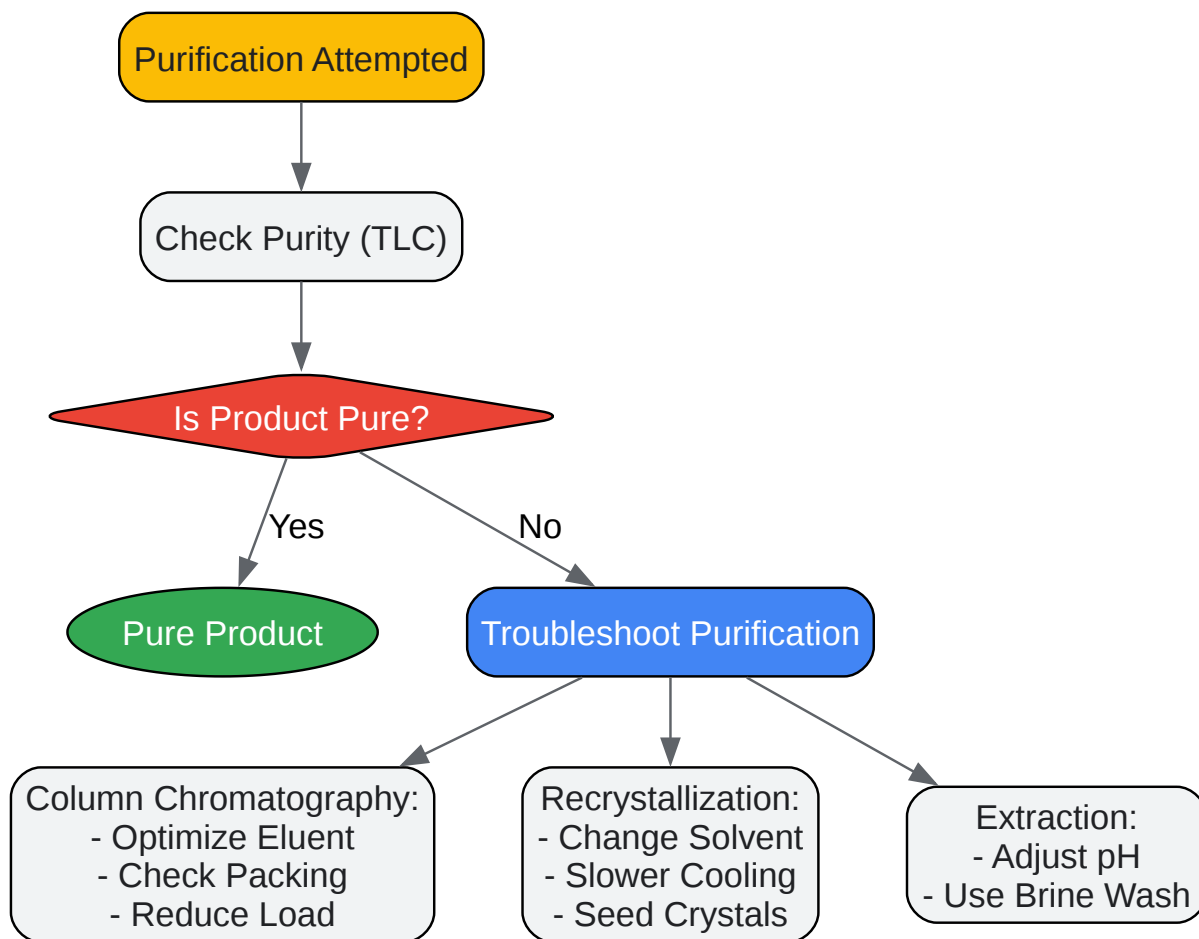 Purification Attempted
Check Purity (TLC)
Is Product Pure?
Yes
No
Pure Product
Troubleshoot Purification
Column Chromatography:
- Optimize Eluent
- Check Packing
- Reduce Load
Recrystallization:
- Change Solvent
- Slower Cooling
- Seed Crystals
Extraction:
- Adjust pH
- Use Brine Wash